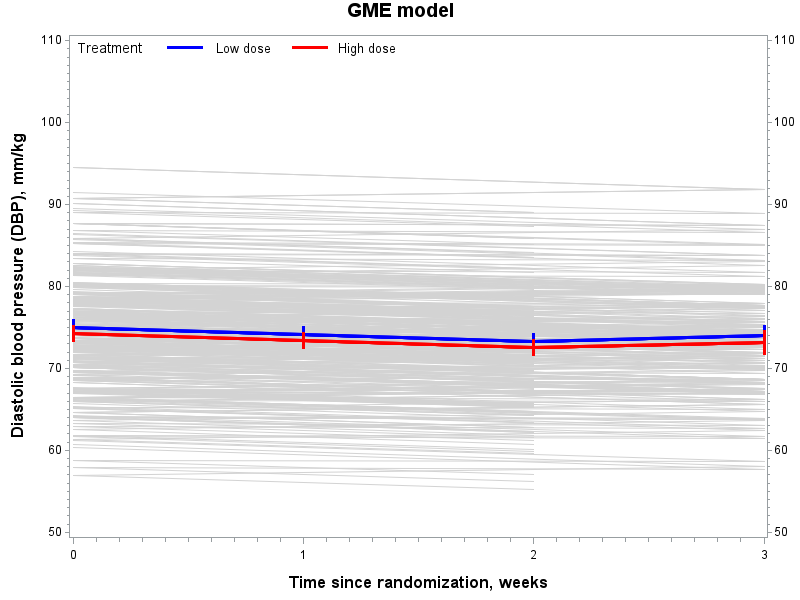 GME model
Treatment Low dose High dose
110 110
100 100
90 90
80 80
70 70
60 60
50 50
Diastolic blood pressure (DBP), mm/kg
0 1 2 3
Time since randomization, weeks